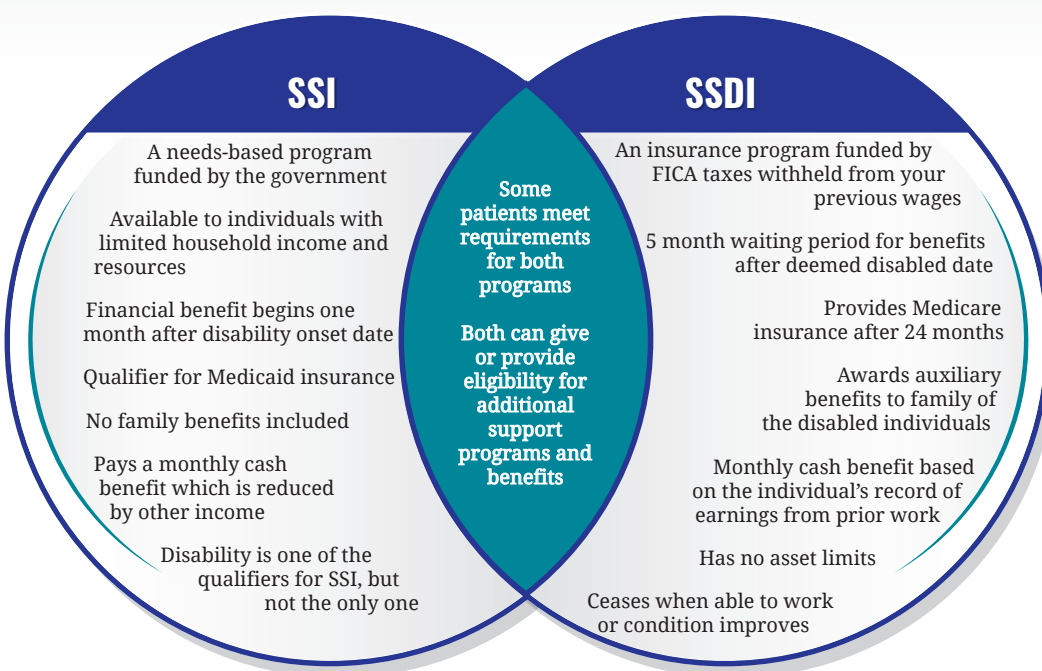 SSI
A needs-based program
funded by the government
Available to individuals with
limited household income and
resources
Financial benefit begins one
month after disability onset date
Qualifier for Medicaid insurance
No family benefits included
Pays a monthly cash
benefit which is reduced
by other income
Disability is one of the
qualifiers for SSI, but
not the only one
Some
patients meet
requirements
for both
programs
Both can give
or provide
eligibility for
additional
support
programs and
benefits
SSDI
An insurance program funded by
FICA taxes withheld from your
previous wages
5 month waiting period for benefits
after deemed disabled date
Provides Medicare
insurance after 24 months
Awards auxiliary
benefits to family of
the disabled individuals
Monthly cash benefit based
on the individual’s record of
earnings from prior work
Has no asset limits
Ceases when able to work
or condition improves